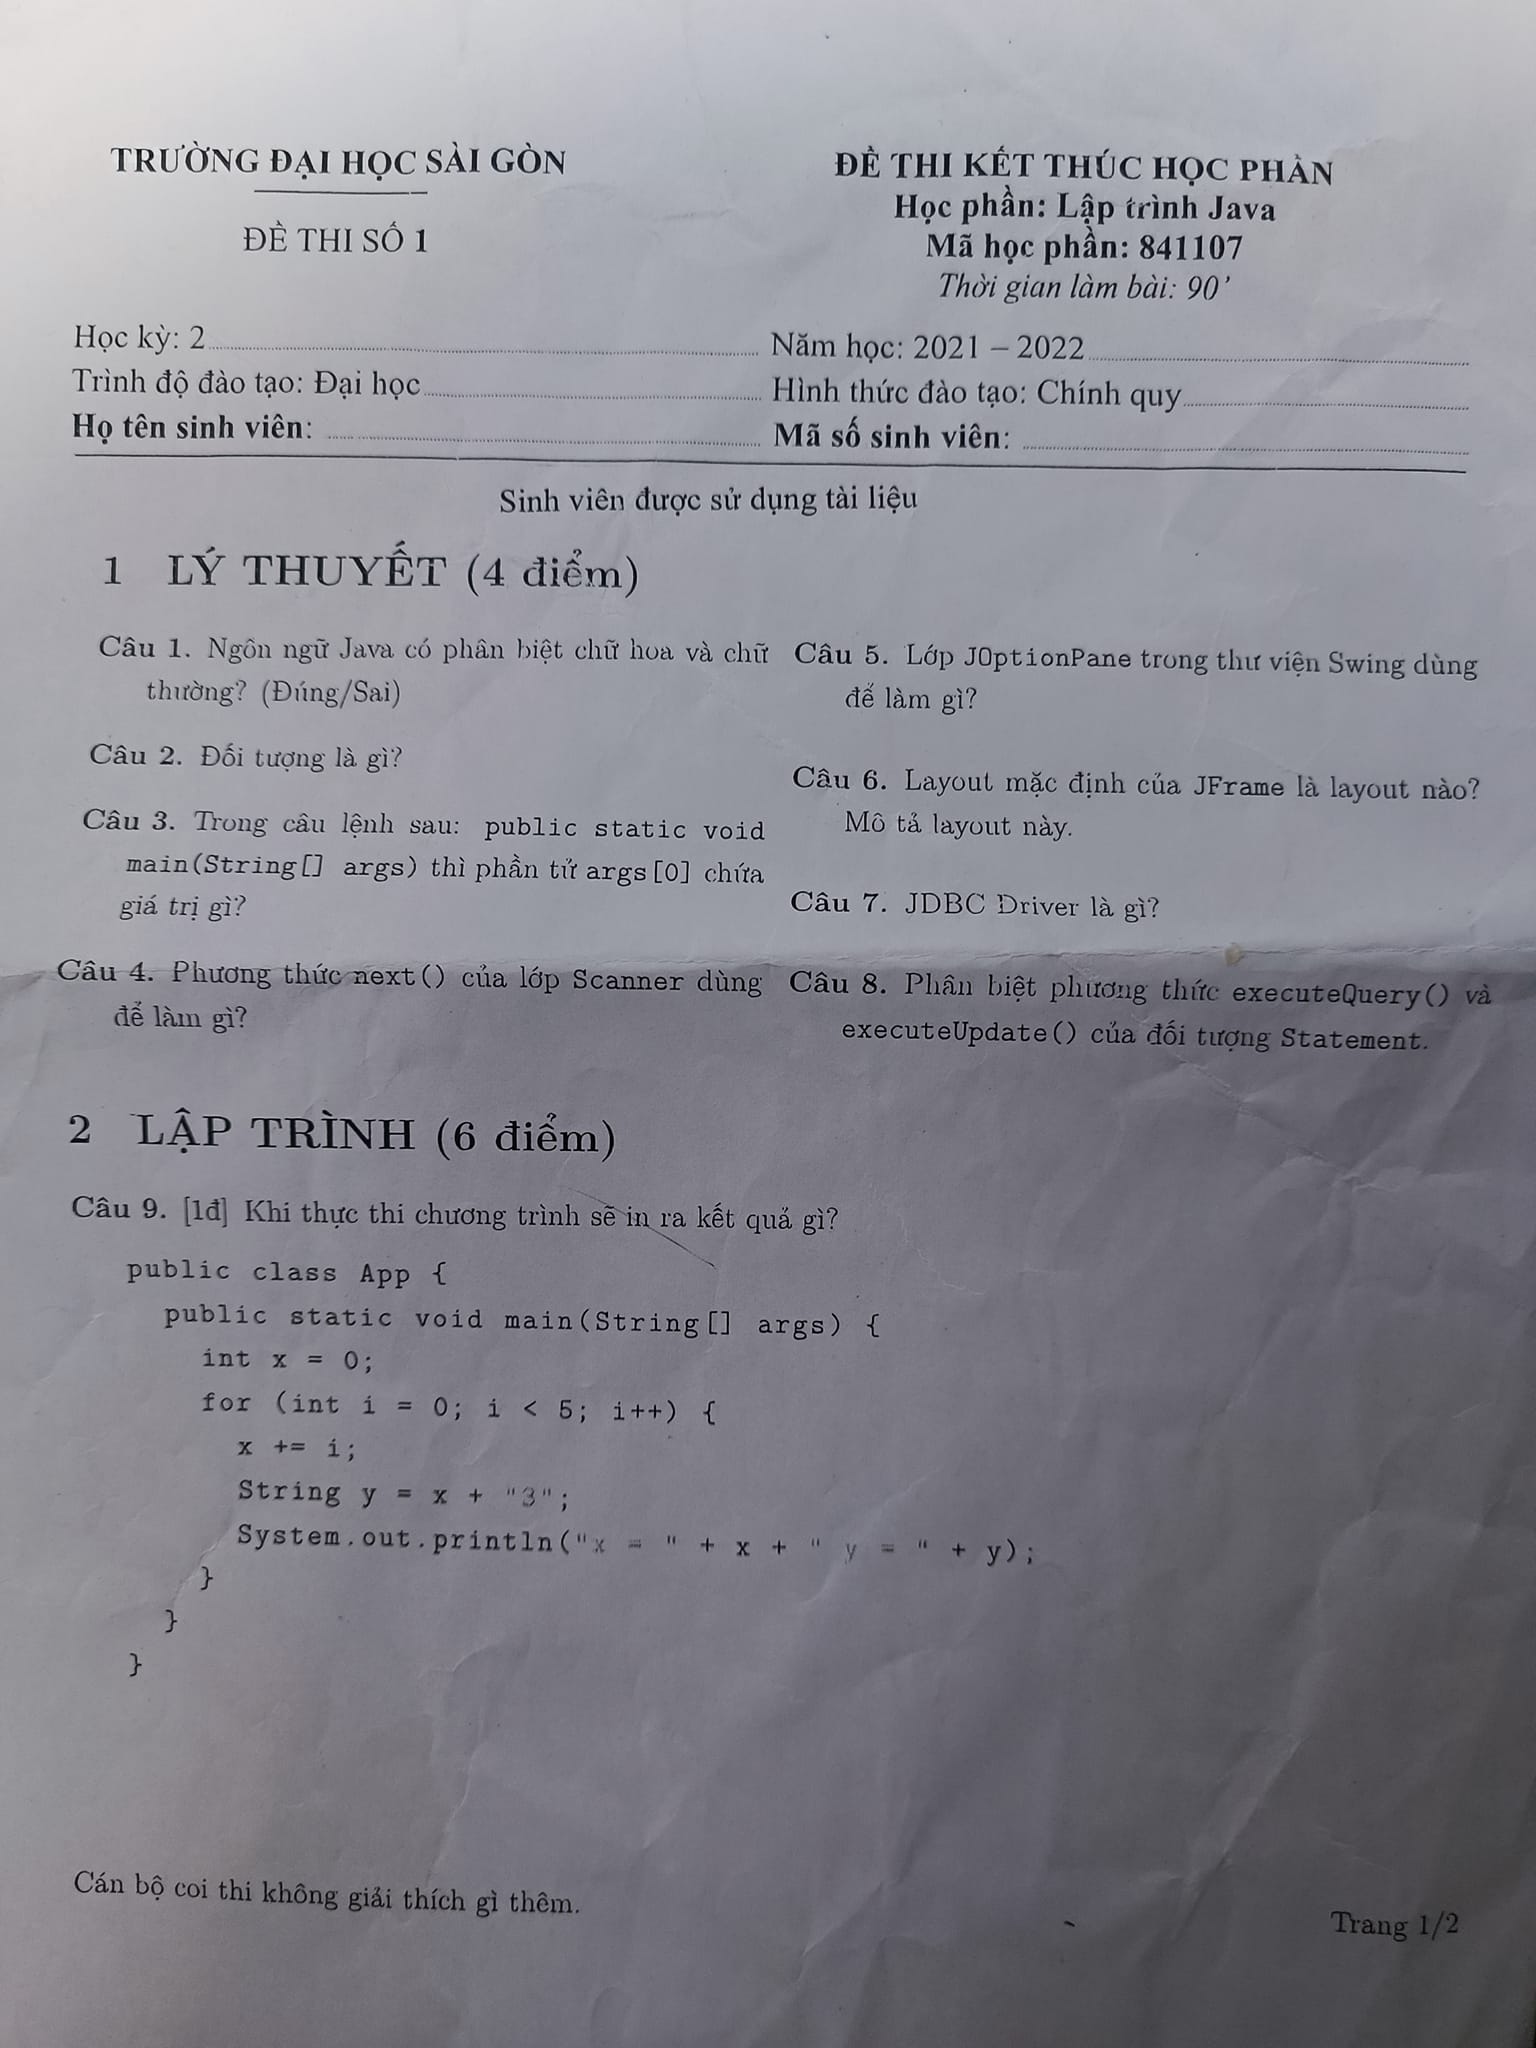 TRƯỜNG ĐẠI HỌC SÀI GÒN
ĐỀ THI SỐ 1
ĐỀ THI KẾT THÚC HỌC PHẦN
Học phần: Lập trình Java
Mã học phần: 841107
Thời gian làm bài: 90’
Học kỳ: 2
Năm học: 2021 – 2022
Trình độ đào tạo: Đại học
Hình thức đào tạo: Chính quy
Họ tên sinh viên:
Mã số sinh viên:
Sinh viên được sử dụng tài liệu
1 LÝ THUYẾT (4 điểm)
Câu 1. Ngôn ngữ Java có phân biệt chữ hoa và chữ
thường? (Đúng/Sai)
Câu 2. Đối tượng là gì?
Câu 3. Trong câu lệnh sau: public static void
main(String[] args) thì phần tử args[0] chứa
giá trị gì?
Câu 4. Phương thức next() của lớp Scanner dùng
để làm gì?
Câu 5. Lớp JOptionPane trong thư viện Swing dùng
để làm gì?
Câu 6. Layout mặc định của JFrame là layout nào?
Mô tả layout này.
Câu 7. JDBC Driver là gì?
Câu 8. Phân biệt phương thức executeQuery() và
executeUpdate() của đối tượng Statement.
2 LẬP TRÌNH (6 điểm)
Câu 9. [1đ] Khi thực thi chương trình sẽ in ra kết quả gì?
public class App {
public static void main(String[] args) {
int x = 0;
for (int i = 0; i < 5; i++) {
x += i;
String y = x + "3";
System.out.println("x = " + x + " y = " + y);
}
}
}
Cán bộ coi thi không giải thích gì thêm.
Trang 1/2